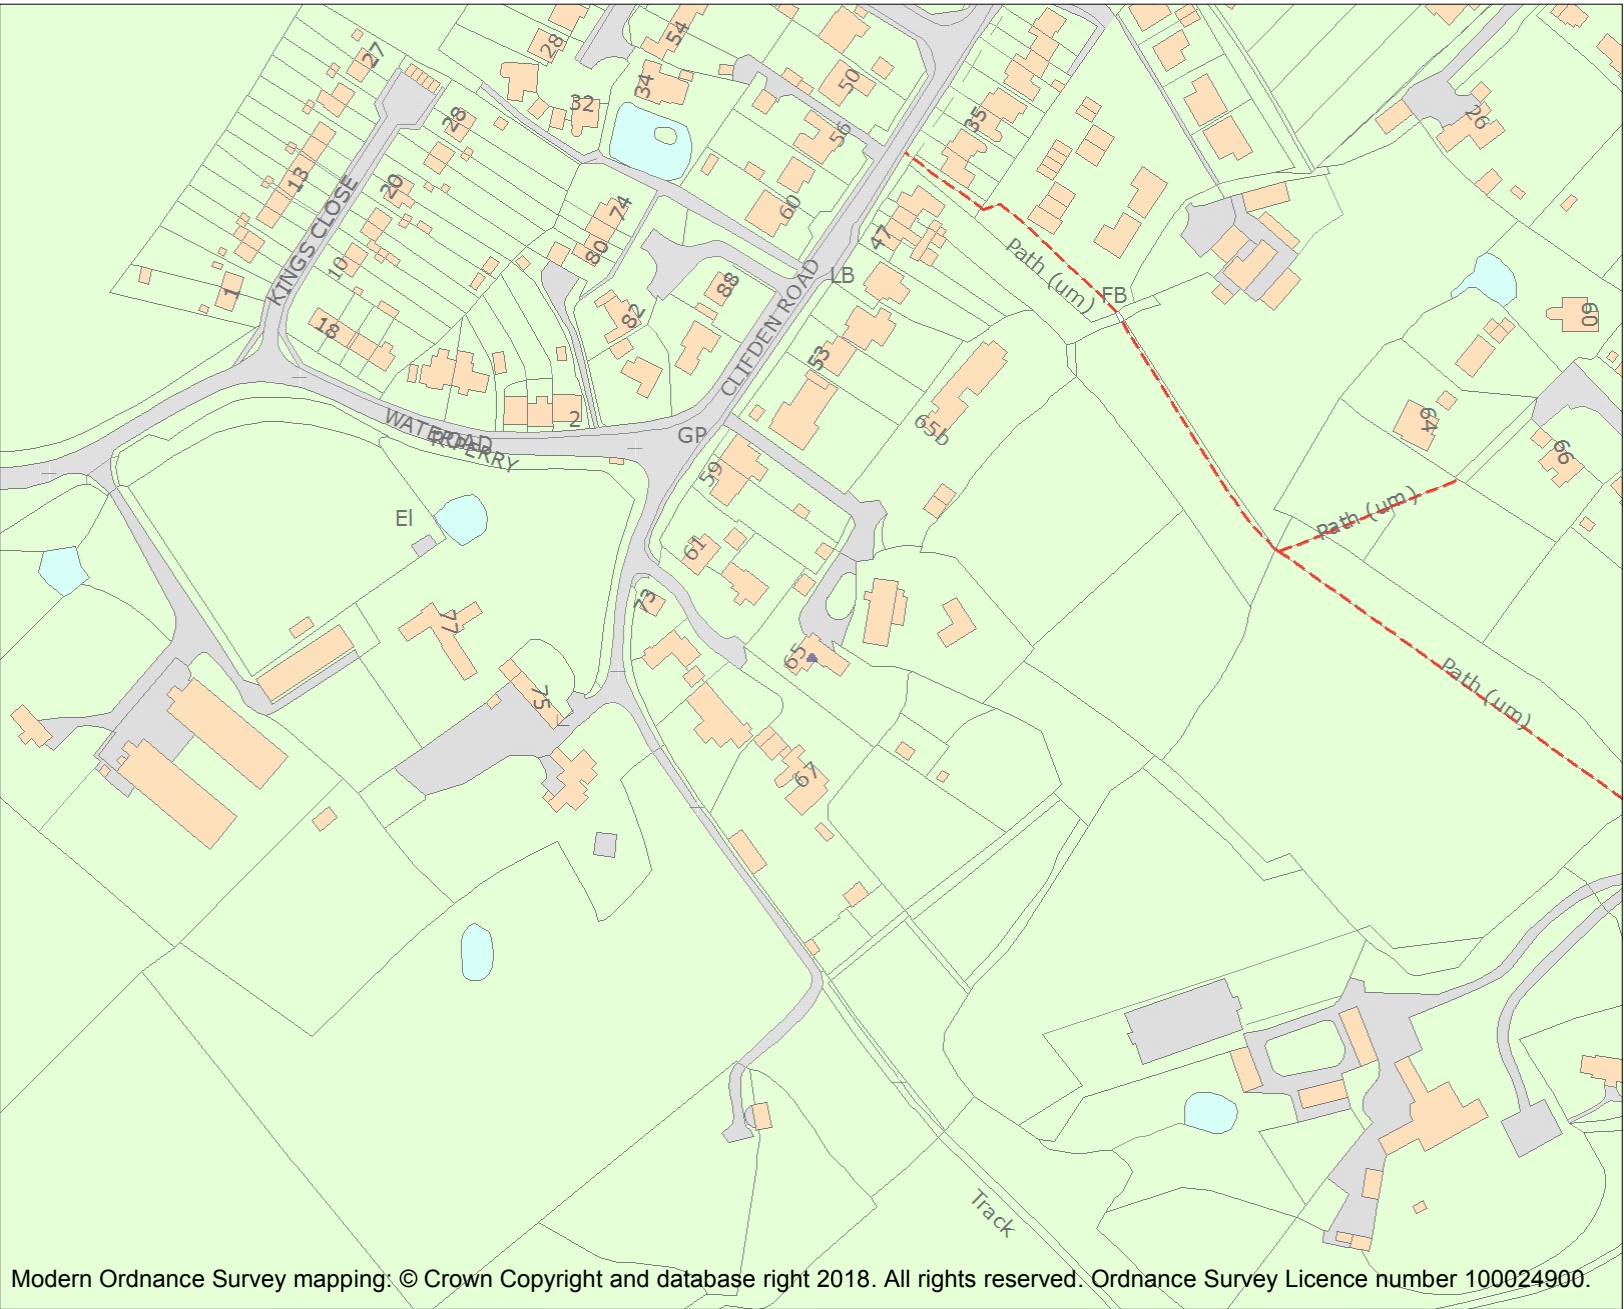 27
28
54
34
50
32
28
56
35
26
13
20
KINGS CLOSE
74
60
47
80
10
1
18
88
82
LB
Path (um)
FB
CLIFDEN ROAD
53
60
2
WATERPERRY
ROAD
GP
65b
64
66
59
El
Path (um)
61
73
77
65
75
Path (um)
67
Track
Modern Ordnance Survey mapping: © Crown Copyright and database right 2018. All rights reserved. Ordnance Survey Licence number 100024900.